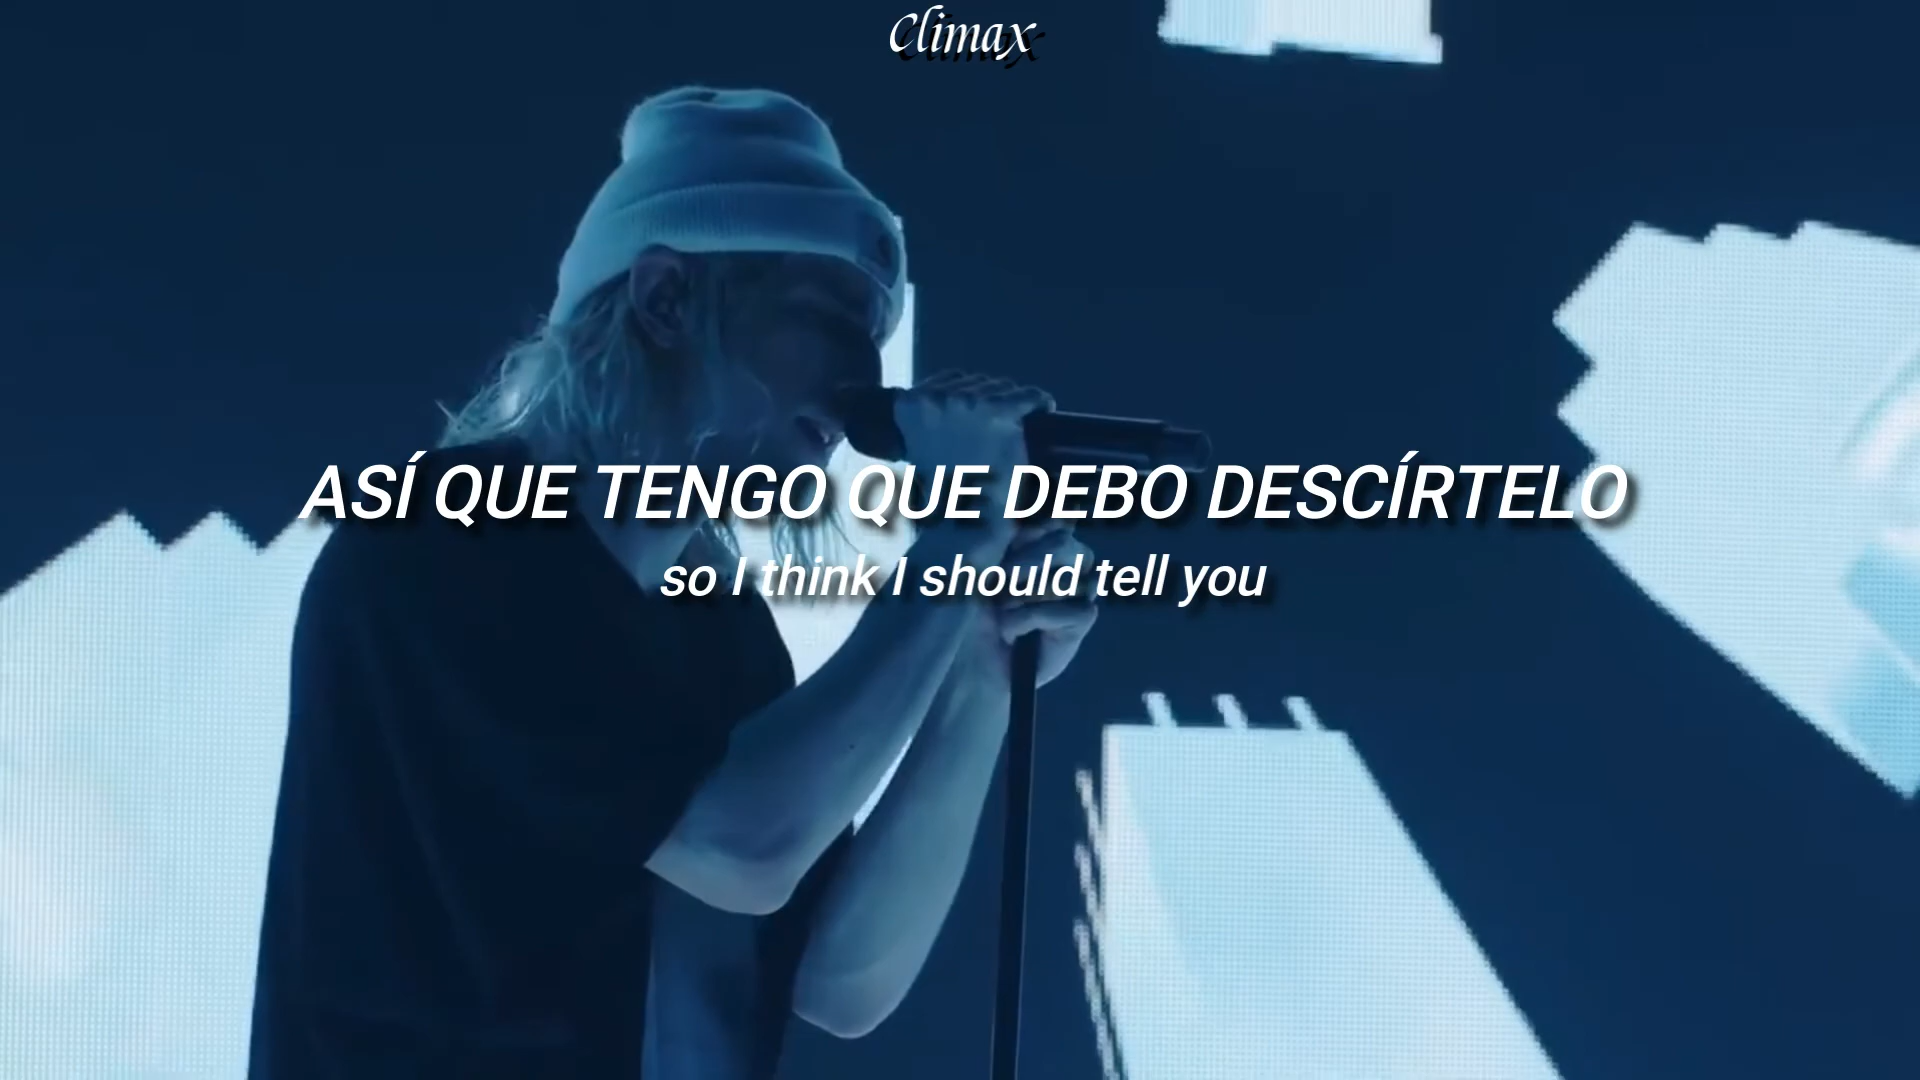 Climax
ASÍ QUE TENGO QUE DEBO DESCÍRTELO
so I think I should tell you